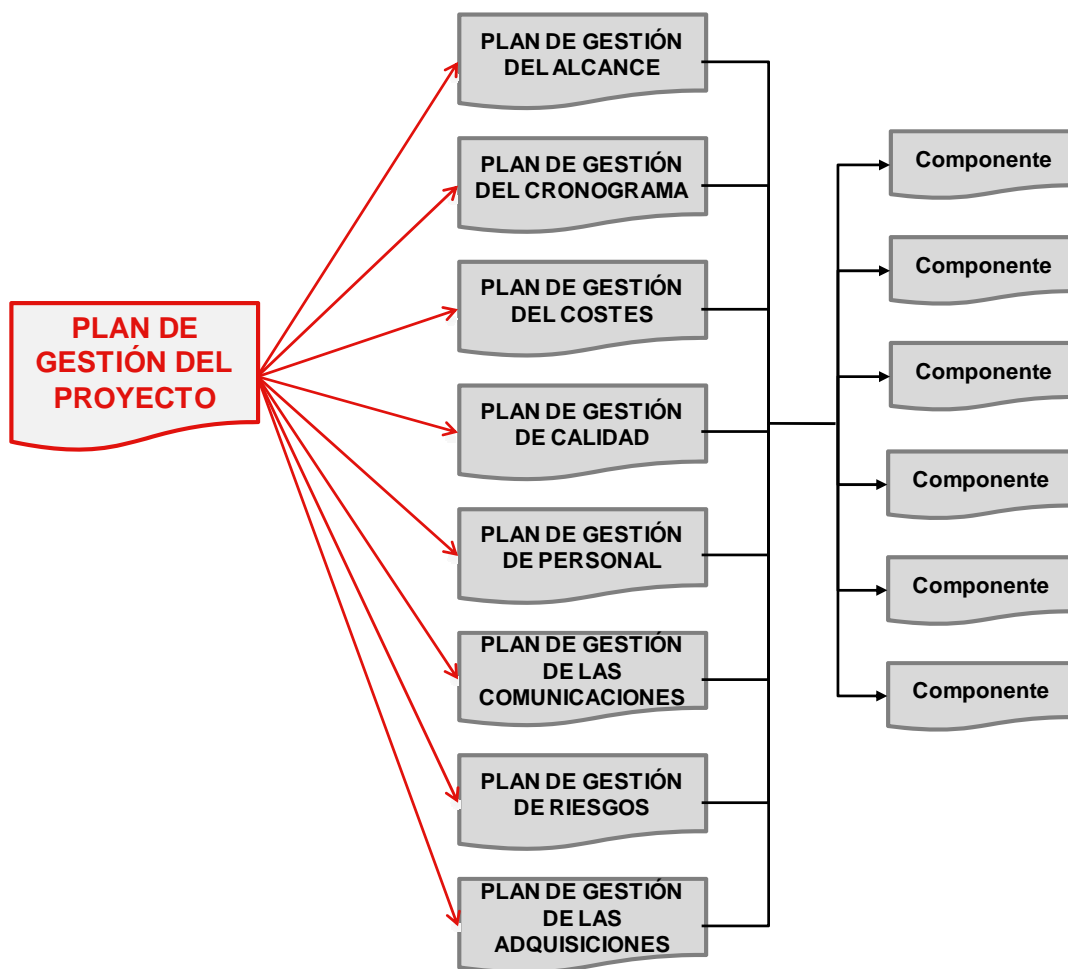 PLAN DE GESTIÓN
DEL ALCANCE
PLAN DE GESTIÓN
DEL CRONOGRAMA
PLAN DE GESTIÓN
DEL COSTES
PLAN DE GESTIÓN
DE CALIDAD
PLAN DE GESTIÓN
DE PERSONAL
PLAN DE GESTIÓN
DE LAS
COMUNICACIONES
PLAN DE GESTIÓN
DE RIESGOS
PLAN DE GESTIÓN
DE LAS
ADQUISICIONES
PLAN DE
GESTIÓN DEL
PROYECTO
Componente
Componente
Componente
Componente
Componente
Componente